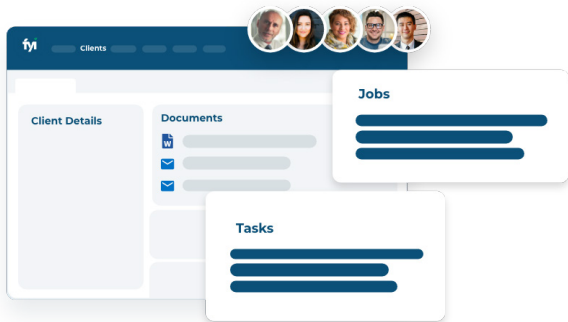 fyi
Clients
Jobs
Client Details
Documents
W
Tasks